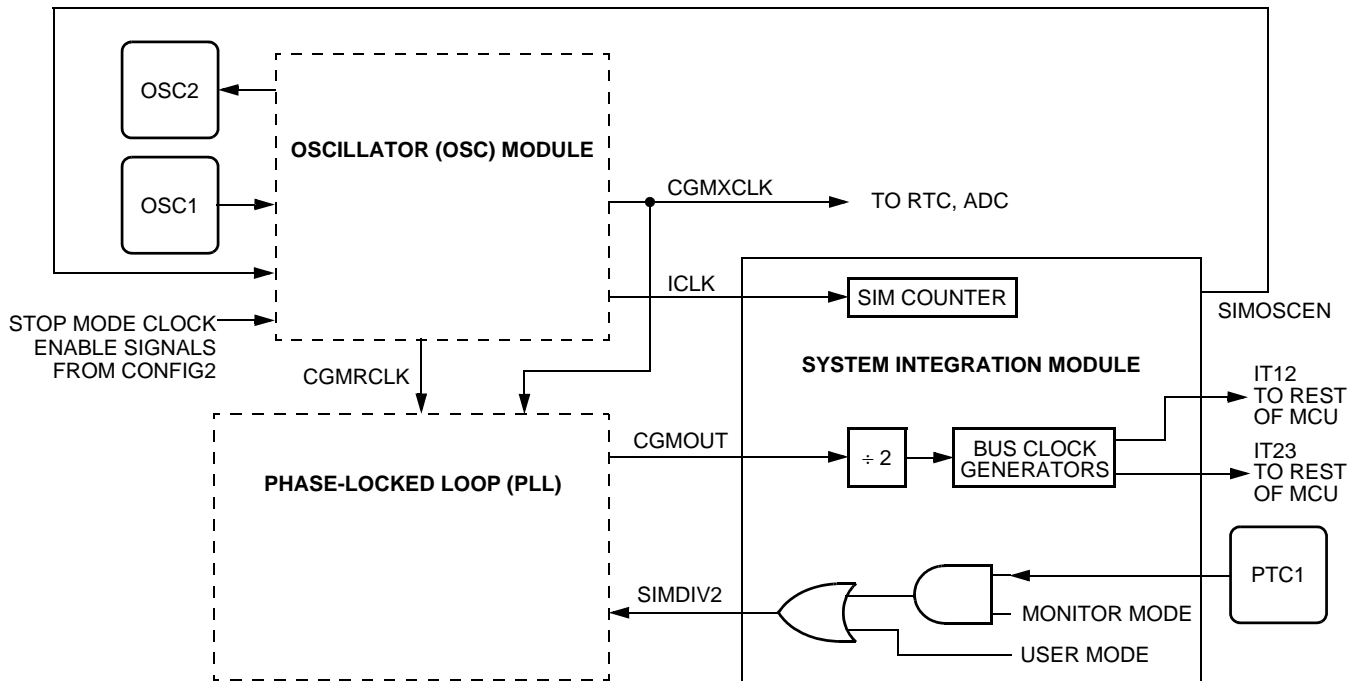 OSC2
OSCILLATOR (OSC) MODULE
OSC1
CGMXCLK
TO RTC, ADC
ICLK
SIM COUNTER
SIMOSCEN
STOP MODE CLOCK
ENABLE SIGNALS
FROM CONFIG2
SYSTEM INTEGRATION MODULE
CGMRCLK
IT12
TO REST
OF MCU
CGMOUT
÷ 2
BUS CLOCK
GENERATORS
IT23
TO REST
OF MCU
PHASE-LOCKED LOOP (PLL)
PTC1
SIMDIV2
MONITOR MODE
USER MODE